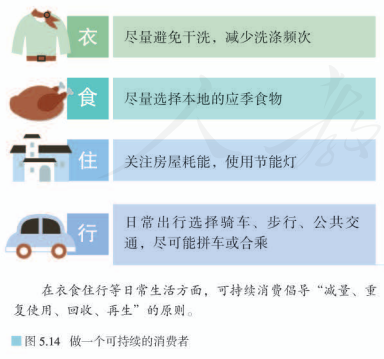 衣
尽量避免干洗，减少洗涤频次
食
尽量选择本地的应季食物
住
关注房屋耗能，使用节能灯
行
日常出行选择骑车、步行、公共交
通，尽可能拼车或合乘
在衣食住行等日常生活方面，可持续消费倡导“减量、重
复使用、回收、再生”的原则。
图 5.14 做一个可持续的消费者
人教